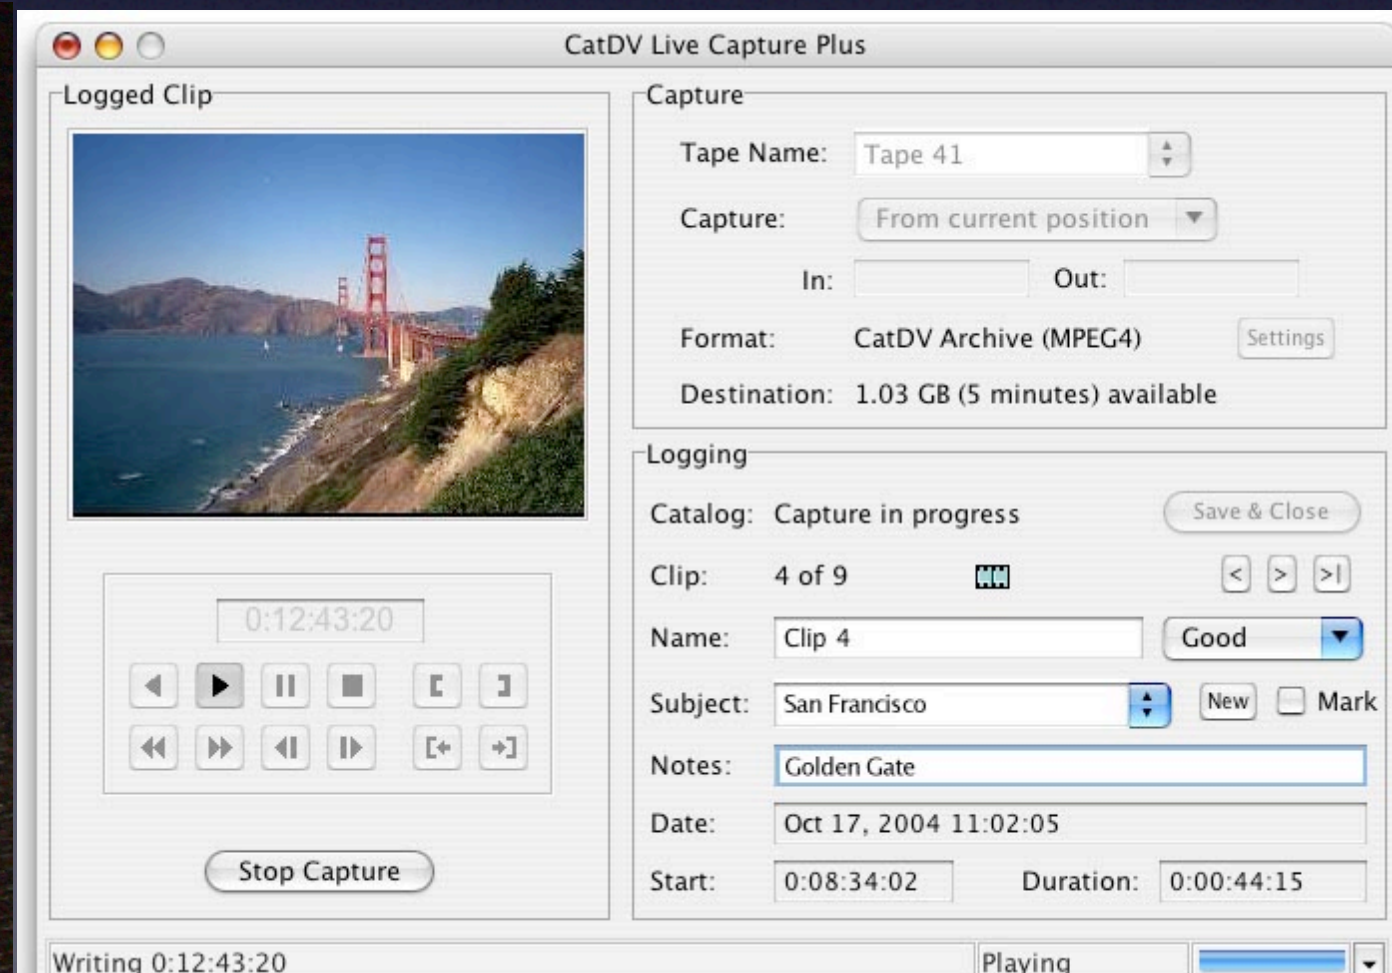 CatDV Live Capture Plus
Logged Clip
0:12:43:20
Stop Capture
Capture
Tape Name: Tape 41
Capture: From current position
In: Out:
Format: CatDV Archive (MPEG4) Settings
Destination: 1.03 GB (5 minutes) available
Logging
Catalog: Capture in progress Save & Close
Clip: 4 of 9 < > >|
Name: Clip 4 Good
Subject: San Francisco New Mark
Notes: Golden Gate
Date: Oct 17, 2004 11:02:05
Start: 0:08:34:02 Duration: 0:00:44:15
Writing 0:12:43:20 Playing